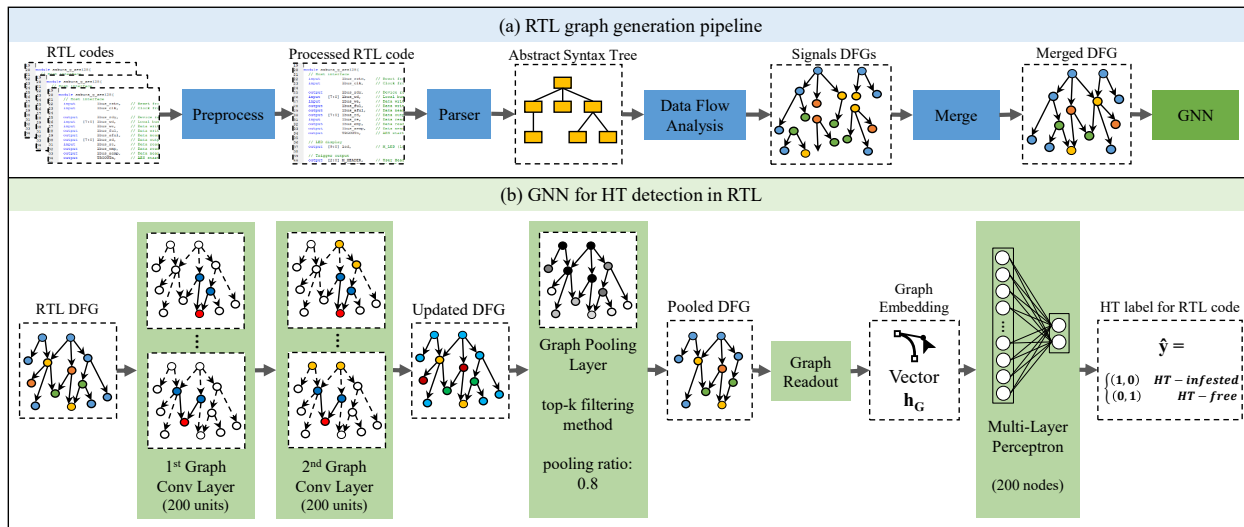 (a) RTL graph generation pipeline
RTL codes
Processed RTL code
Abstract Syntax Tree
Signals DFGs
Merged DFG
Preprocess
Parser
Data Flow
Analysis
Merge
GNN
(b) GNN for HT detection in RTL
RTL DFG
1st Graph
Conv Layer
(200 units)
2nd Graph
Conv Layer
(200 units)
Updated DFG
Graph Pooling
Layer
top-k filtering
method
pooling ratio:
0.8
Pooled DFG
Graph
Readout
Graph
Embedding
Vector
h_G
Multi-Layer
Perceptron
(200 nodes)
HT label for RTL code
ŷ =
{(1, 0) HT − infested
(0, 1) HT − free